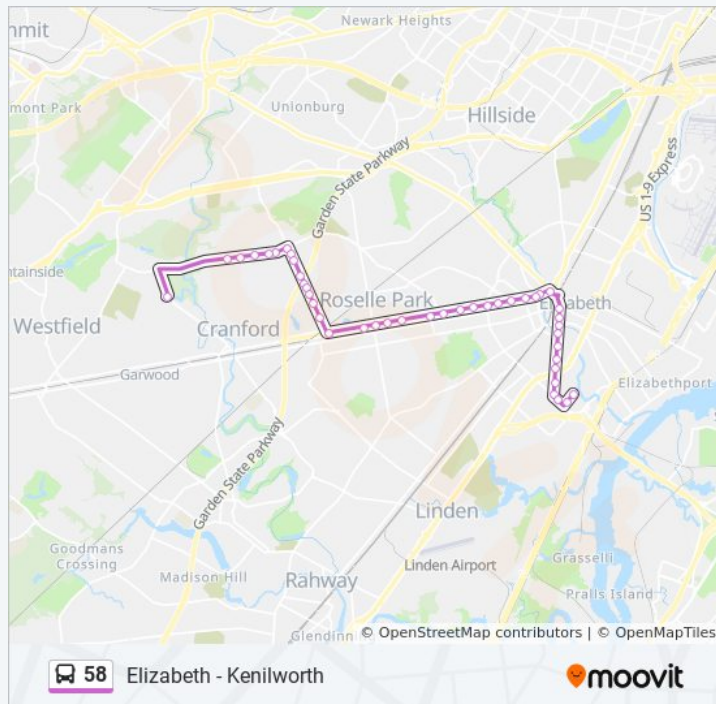 Newark Heights
mmit
Unionburg
mont Park
Hillside
Garden State Parkway
US 1-9 Express
ntainside
Roselle Park
Elizabeth
Westfield
Cranford
Garwood
Elizabethport
Garden State Parkway
Linden
Goodmans
Crossing
Linden Airport
Grasselli
Madison Hill
Rahway
Pralls Island
Glendinn
© OpenStreetMap contributors | © OpenMapTiles
58 Elizabeth - Kenilworth
moovit